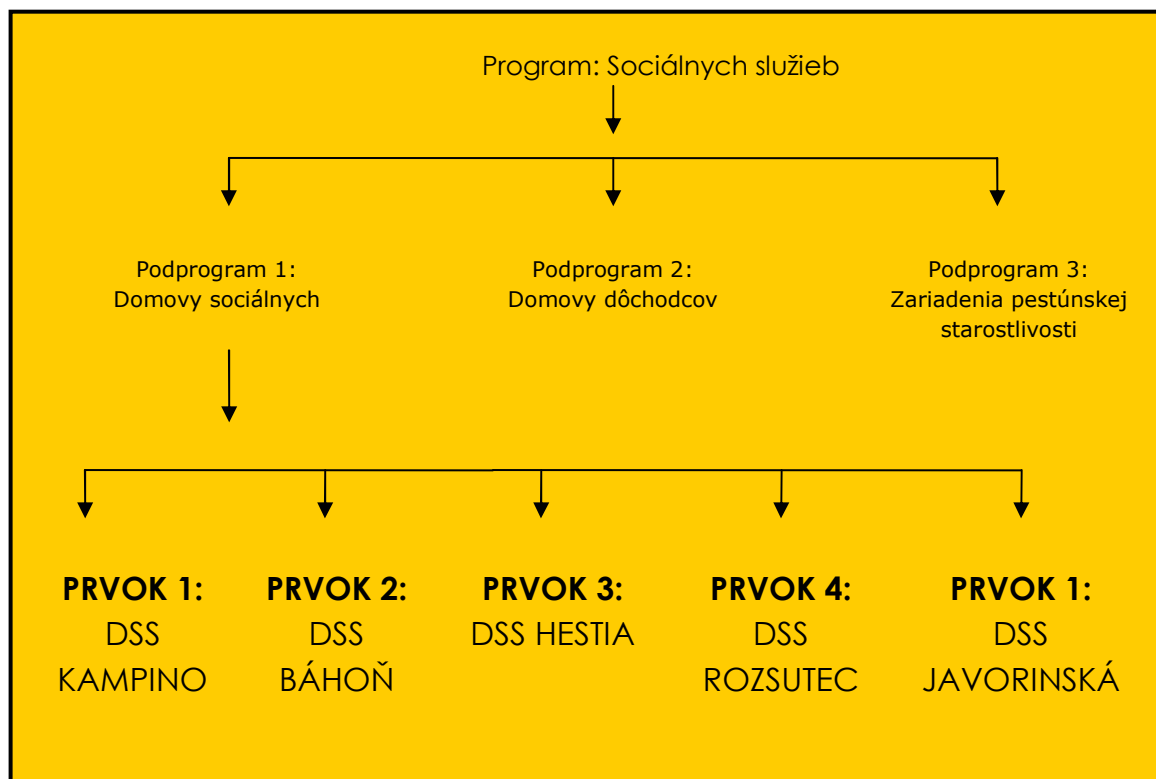 Program: Sociálnych služieb
Podprogram 1:
Domovy sociálnych
Podprogram 2:
Domovy dôchodcov
Podprogram 3:
Zariadenia pestúnskej
starostlivosti
PRVOK 1:
DSS
KAMPINO
PRVOK 2:
DSS
BÁHOŇ
PRVOK 3:
DSS HESTIA
PRVOK 4:
DSS
ROZSUTEC
PRVOK 1:
DSS
JAVORINSKÁ